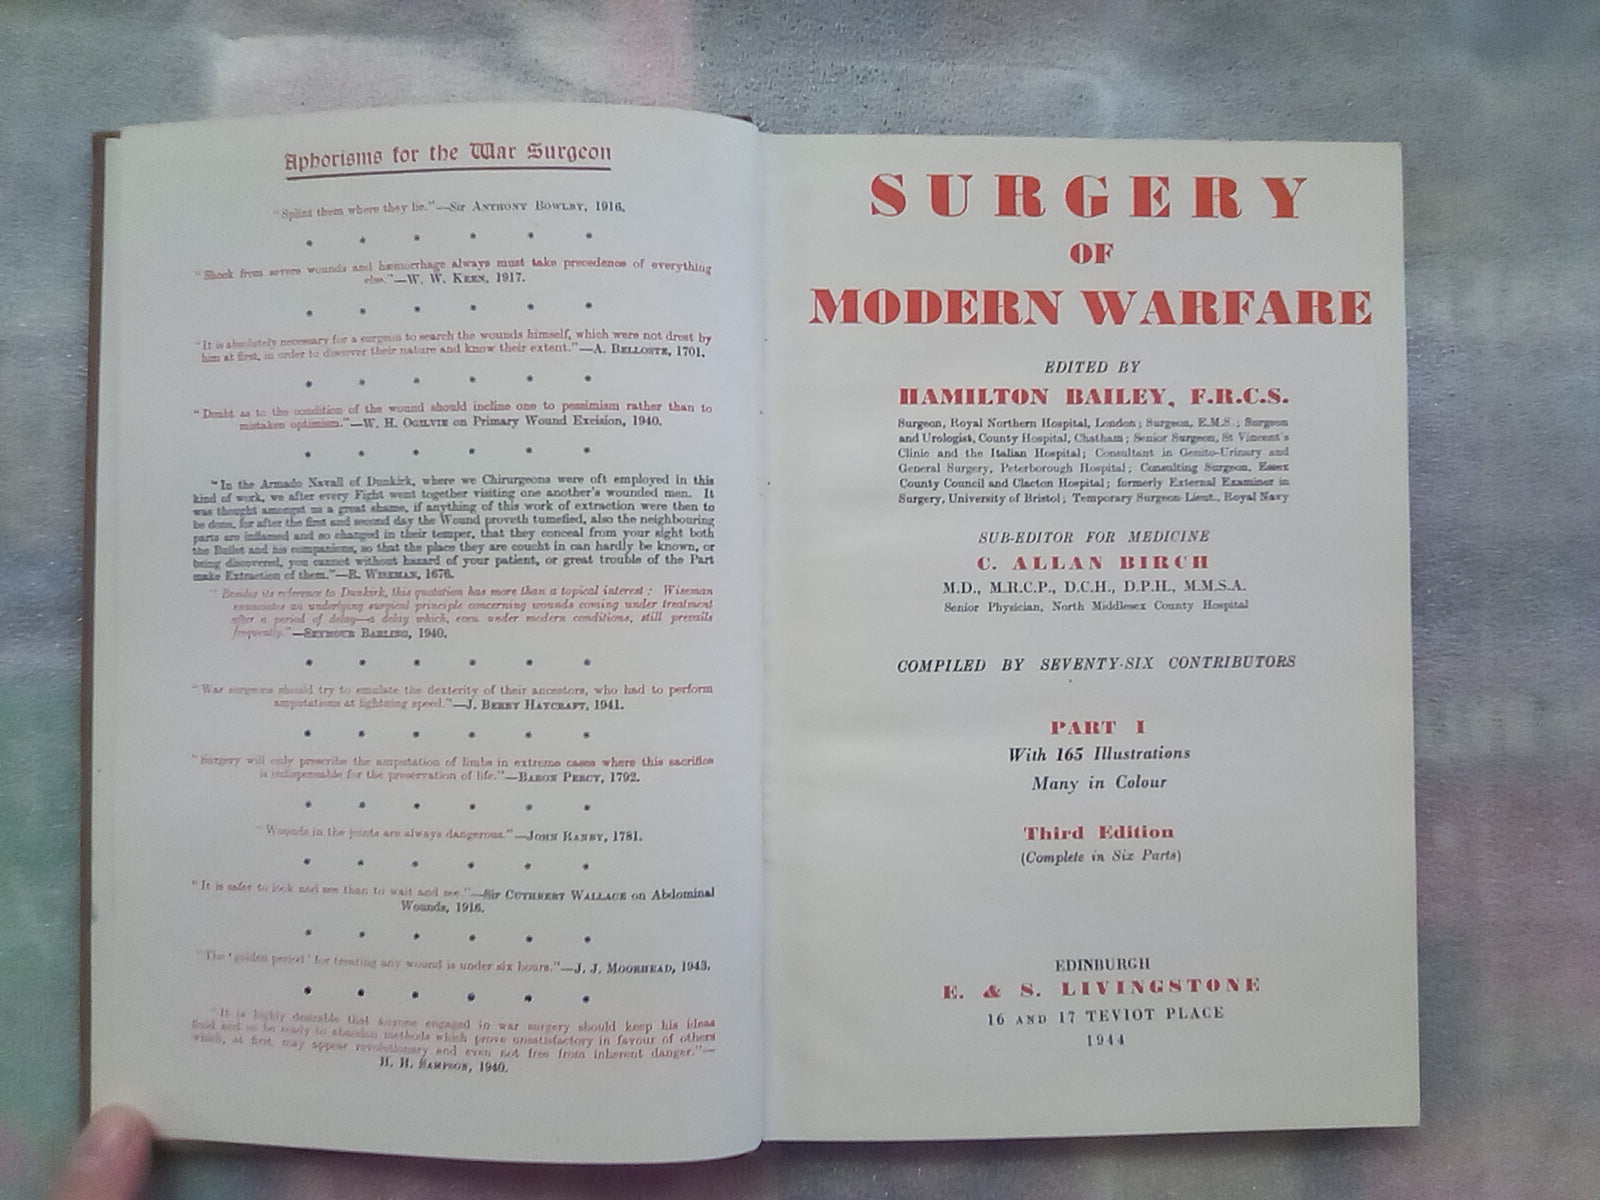 Aphorisms for the War Surgeon
"Splint them where they lie."—Sir ANTHONY BOWLBY, 1916.
"Shock from severe wounds and hæmorrhage always must take precedence of everything
else."—W. W. KEEN, 1917.
"It is absolutely necessary for a surgeon to search the wounds himself, which were not drest by
him at first, in order to discover their nature and know their extent."—A. BELLOSTE, 1701.
"Doubt as to the condition of the wound should incline one to pessimism rather than to
mistaken optimism."—W. H. OGILVIE on Primary Wound Excision, 1940.
"In the Armado Navall of Dunkirk, where we Chirurgeons were oft employed in this
kind of work, we after every Fight went together visiting one another's wounded men. It
was thought amongst us a great shame, if anything of this work of extraction were then to
be done, for after the first and second day the Wound proveth tumefied, also the neighbouring
parts are inflamed and so changed in their temper, that they conceal from your sight both
the Bullet and his companions, so that the place they are coucht in can hardly be known, or
being discovered, you cannot without hazard of your patient, or great trouble of the Part
make Extraction of them."—R. WISEMAN, 1676.
"Besides its reference to Dunkirk, this quotation has more than a topical interest: Wiseman
enunciates an underlying surgical principle concerning wounds coming under treatment
after a period of delay—a delay which, even under modern conditions, still prevails
frequently."—SEYMOUR BARLING, 1940.
"War surgeons should try to emulate the dexterity of their ancestors, who had to perform
amputations at lightning speed."—J. BERRY HAYCRAFT, 1941.
"Surgery will only prescribe the amputation of limbs in extreme cases where this sacrifice
is indispensable for the preservation of life."—BARON PERCY, 1792.
"Wounds in the joints are always dangerous."—JOHN RANBY, 1781.
"It is safer to look and see than to wait and see."—Sir CUTHBERT WALLACE on Abdominal
Wounds, 1916.
"The 'golden period' for treating any wound is under six hours."—J. J. MOORHEAD, 1943.
"It is highly desirable that anyone engaged in war surgery should keep his ideas
fluid and so be ready to abandon methods which prove unsatisfactory in favour of others
which, at first, may appear revolutionary and even not free from inherent danger."—
H. H. SAMPSON, 1940.
SURGERY
OF
MODERN WARFARE
EDITED BY
HAMILTON BAILEY, F.R.C.S.
Surgeon, Royal Northern Hospital, London; Surgeon, E.M.S.; Surgeon
and Urologist, County Hospital, Chatham; Senior Surgeon, St Vincent's
Clinic and the Italian Hospital; Consultant in Genito-Urinary and
General Surgery, Peterborough Hospital; Consulting Surgeon, Essex
County Council and Clacton Hospital; formerly External Examiner in
Surgery, University of Bristol; Temporary Surgeon-Lieut., Royal Navy
SUB-EDITOR FOR MEDICINE
C. ALLAN BIRCH
M.D., M.R.C.P., D.C.H., D.P.H., M.M.S.A.
Senior Physician, North Middlesex County Hospital
COMPILED BY SEVENTY-SIX CONTRIBUTORS
PART I
With 165 Illustrations
Many in Colour
Third Edition
(Complete in Six Parts)
EDINBURGH
E. & S. LIVINGSTONE
16 AND 17 TEVIOT PLACE
1944